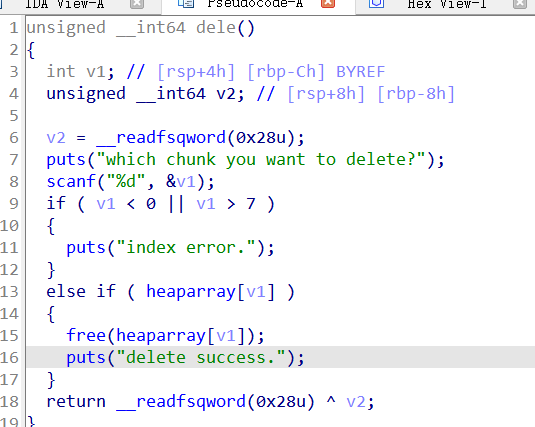 IDA View-A Pseudocode-A Hex View-1
1 unsigned __int64 dele()
2 {
3 int v1; // [rsp+4h] [rbp-Ch] BYREF
4 unsigned __int64 v2; // [rsp+8h] [rbp-8h]
5
6 v2 = __readfsqword(0x28u);
7 puts("which chunk you want to delete?");
8 scanf("%d", &v1);
9 if ( v1 < 0 || v1 > 7 )
10 {
11 puts("index error.");
12 }
13 else if ( heaparray[v1] )
14 {
15 free(heaparray[v1]);
16 puts("delete success.");
17 }
18 return __readfsqword(0x28u) ^ v2;
19 }